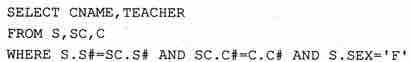 SELECT CNAME,TEACHER
FROM S,SC,C
WHERE S.S#=SC.S# AND SC.C#=C.C# AND S.SEX='F'